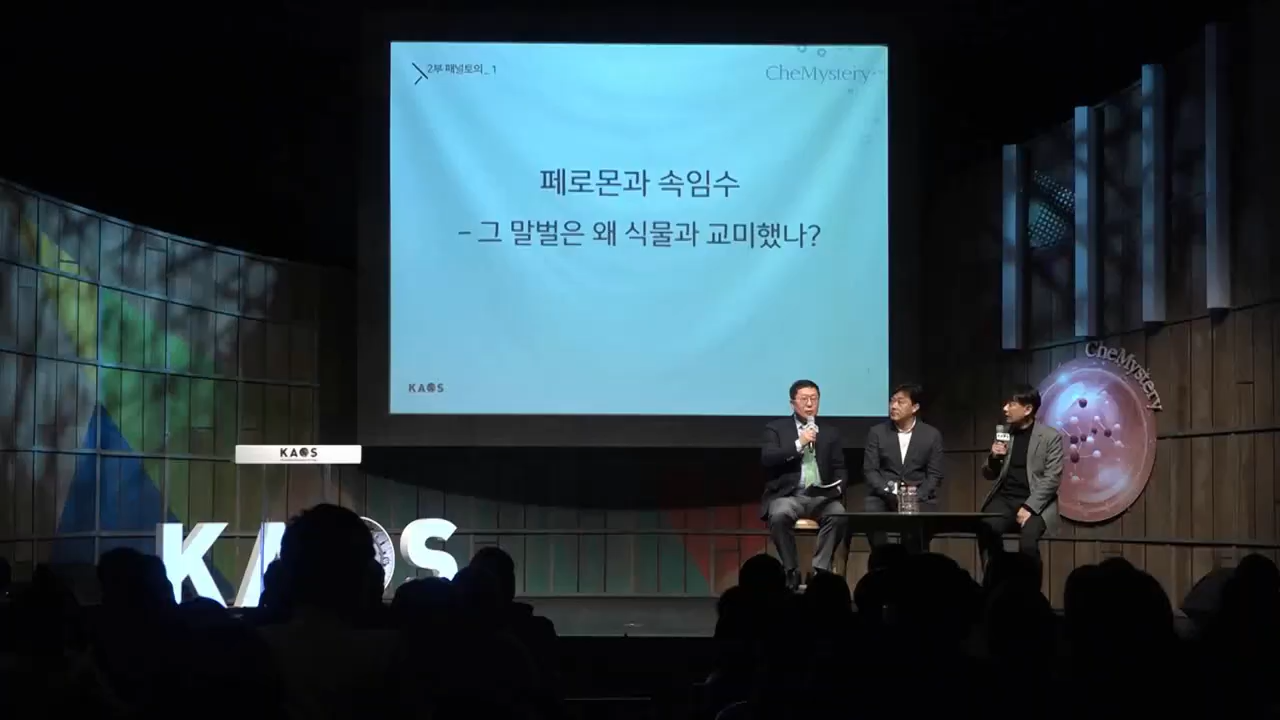 2부 패널토의_1
CheMystery
페로몬과 속임수
- 그 말벌은 왜 식물과 교미했나?
KAOS
CheMystery
KAOS
KAOS